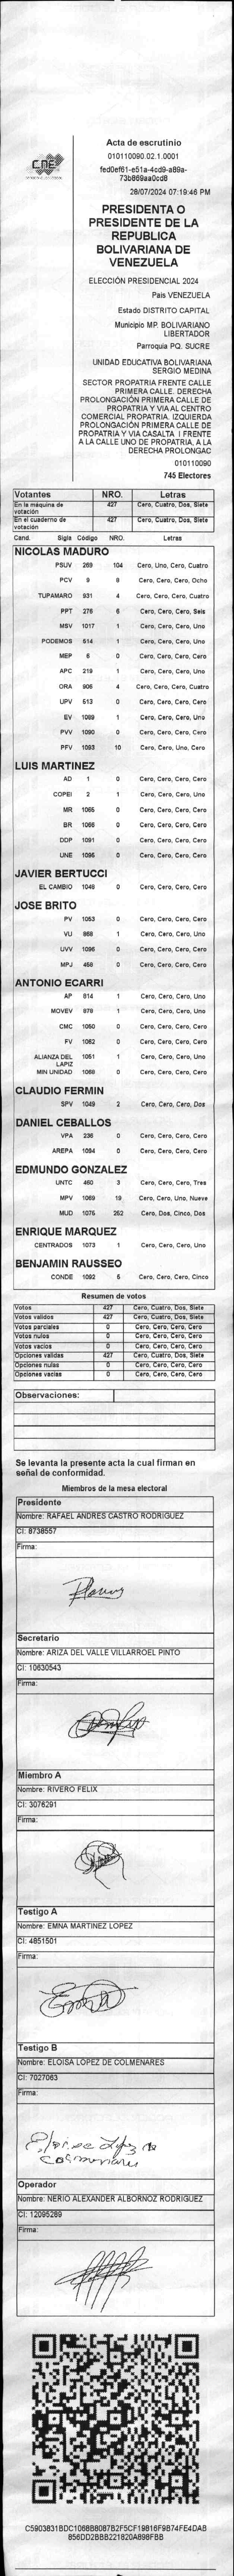 CNE
Acta de escrutinio
010110090.02.1.0001
fed0ef61-e51a-4cd9-a89a-
73b869aa0cd8
28/07/2024 07:19:46 PM
PRESIDENTA O
PRESIDENTE DE LA
REPUBLICA
BOLIVARIANA DE
VENEZUELA
ELECCIÓN PRESIDENCIAL 2024
Pais VENEZUELA
Estado DISTRITO CAPITAL
Municipio MP. BOLIVARIANO
LIBERTADOR
Parroquia PQ. SUCRE
UNIDAD EDUCATIVA BOLIVARIANA
SERGIO MEDINA
SECTOR PROPATRIA FRENTE CALLE
PRIMERA CALLE. DERECHA
PROLONGACIÓN PRIMERA CALLE DE
PROPATRIA Y VIA AL CENTRO
COMERCIAL PROPATRIA. IZQUIERDA
PROLONGACIÓN PRIMERA CALLE DE
PROPATRIA Y VIA CASALTA I FRENTE
A LA CALLE UNO DE PROPATRIA, A LA
DERECHA PROLONGAC
010110090
745 Electores
Votantes NRO. Letras
En la máquina de votación 427 Cero, Cuatro, Dos, Siete
En el cuaderno de votación 427 Cero, Cuatro, Dos, Siete
Cand. Sigla Código NRO. Letras
NICOLAS MADURO
PSUV 269 104 Cero, Uno, Cero, Cuatro
PCV 9 8 Cero, Cero, Cero, Ocho
TUPAMARO 931 4 Cero, Cero, Cero, Cuatro
PPT 276 6 Cero, Cero, Cero, Seis
MSV 1017 1 Cero, Cero, Cero, Uno
PODEMOS 514 1 Cero, Cero, Cero, Uno
MEP 6 0 Cero, Cero, Cero, Cero
APC 219 1 Cero, Cero, Cero, Uno
ORA 906 4 Cero, Cero, Cero, Cuatro
UPV 513 0 Cero, Cero, Cero, Cero
EV 1089 1 Cero, Cero, Cero, Uno
PVV 1090 0 Cero, Cero, Cero, Cero
PFV 1093 10 Cero, Cero, Uno, Cero
LUIS MARTINEZ
AD 1 0 Cero, Cero, Cero, Cero
COPEI 2 1 Cero, Cero, Cero, Uno
MR 1065 0 Cero, Cero, Cero, Cero
BR 1066 0 Cero, Cero, Cero, Cero
DDP 1091 0 Cero, Cero, Cero, Cero
UNE 1095 0 Cero, Cero, Cero, Cero
JAVIER BERTUCCI
EL CAMBIO 1048 0 Cero, Cero, Cero, Cero
JOSE BRITO
PV 1053 0 Cero, Cero, Cero, Cero
VU 868 1 Cero, Cero, Cero, Uno
UVV 1096 0 Cero, Cero, Cero, Cero
MPJ 458 0 Cero, Cero, Cero, Cero
ANTONIO ECARRI
AP 814 1 Cero, Cero, Cero, Uno
MOVEV 878 1 Cero, Cero, Cero, Uno
CMC 1050 0 Cero, Cero, Cero, Cero
FV 1062 0 Cero, Cero, Cero, Cero
ALIANZA DEL LAPIZ 1051 1 Cero, Cero, Cero, Uno
MIN UNIDAD 1068 0 Cero, Cero, Cero, Cero
CLAUDIO FERMIN
SPV 1049 2 Cero, Cero, Cero, Dos
DANIEL CEBALLOS
VPA 236 0 Cero, Cero, Cero, Cero
AREPA 1094 0 Cero, Cero, Cero, Cero
EDMUNDO GONZALEZ
UNTC 460 3 Cero, Cero, Cero, Tres
MPV 1069 19 Cero, Cero, Uno, Nueve
MUD 1075 252 Cero, Dos, Cinco, Dos
ENRIQUE MARQUEZ
CENTRADOS 1073 1 Cero, Cero, Cero, Uno
BENJAMIN RAUSSEO
CONDE 1092 5 Cero, Cero, Cero, Cinco
Resumen de votos
Votos 427 Cero, Cuatro, Dos, Siete
Votos validos 427 Cero, Cuatro, Dos, Siete
Votos parciales 0 Cero, Cero, Cero, Cero
Votos nulos 0 Cero, Cero, Cero, Cero
Votos vacios 0 Cero, Cero, Cero, Cero
Opciones validas 427 Cero, Cuatro, Dos, Siete
Opciones nulas 0 Cero, Cero, Cero, Cero
Opciones vacias 0 Cero, Cero, Cero, Cero
Observaciones:
Se levanta la presente acta la cual firman en
señal de conformidad.
Miembros de la mesa electoral
Presidente
Nombre: RAFAEL ANDRES CASTRO RODRIGUEZ
CI: 8738557
Firma:
Secretario
Nombre: ARIZA DEL VALLE VILLARROEL PINTO
CI: 10630543
Firma:
Miembro A
Nombre: RIVERO FELIX
CI: 3076291
Firma:
Testigo A
Nombre: EMNA MARTINEZ LOPEZ
CI: 4851501
Firma:
Testigo B
Nombre: ELOISA LOPEZ DE COLMENARES
CI: 7027063
Firma:
Eloisa Lopez de
Colmenares
Operador
Nombre: NERIO ALEXANDER ALBORNOZ RODRIGUEZ
CI: 12095289
Firma:
C5903831BDC1068B8087B2F5CF19816F9B74FE4DAB
856DD2BBB221820A898FBB